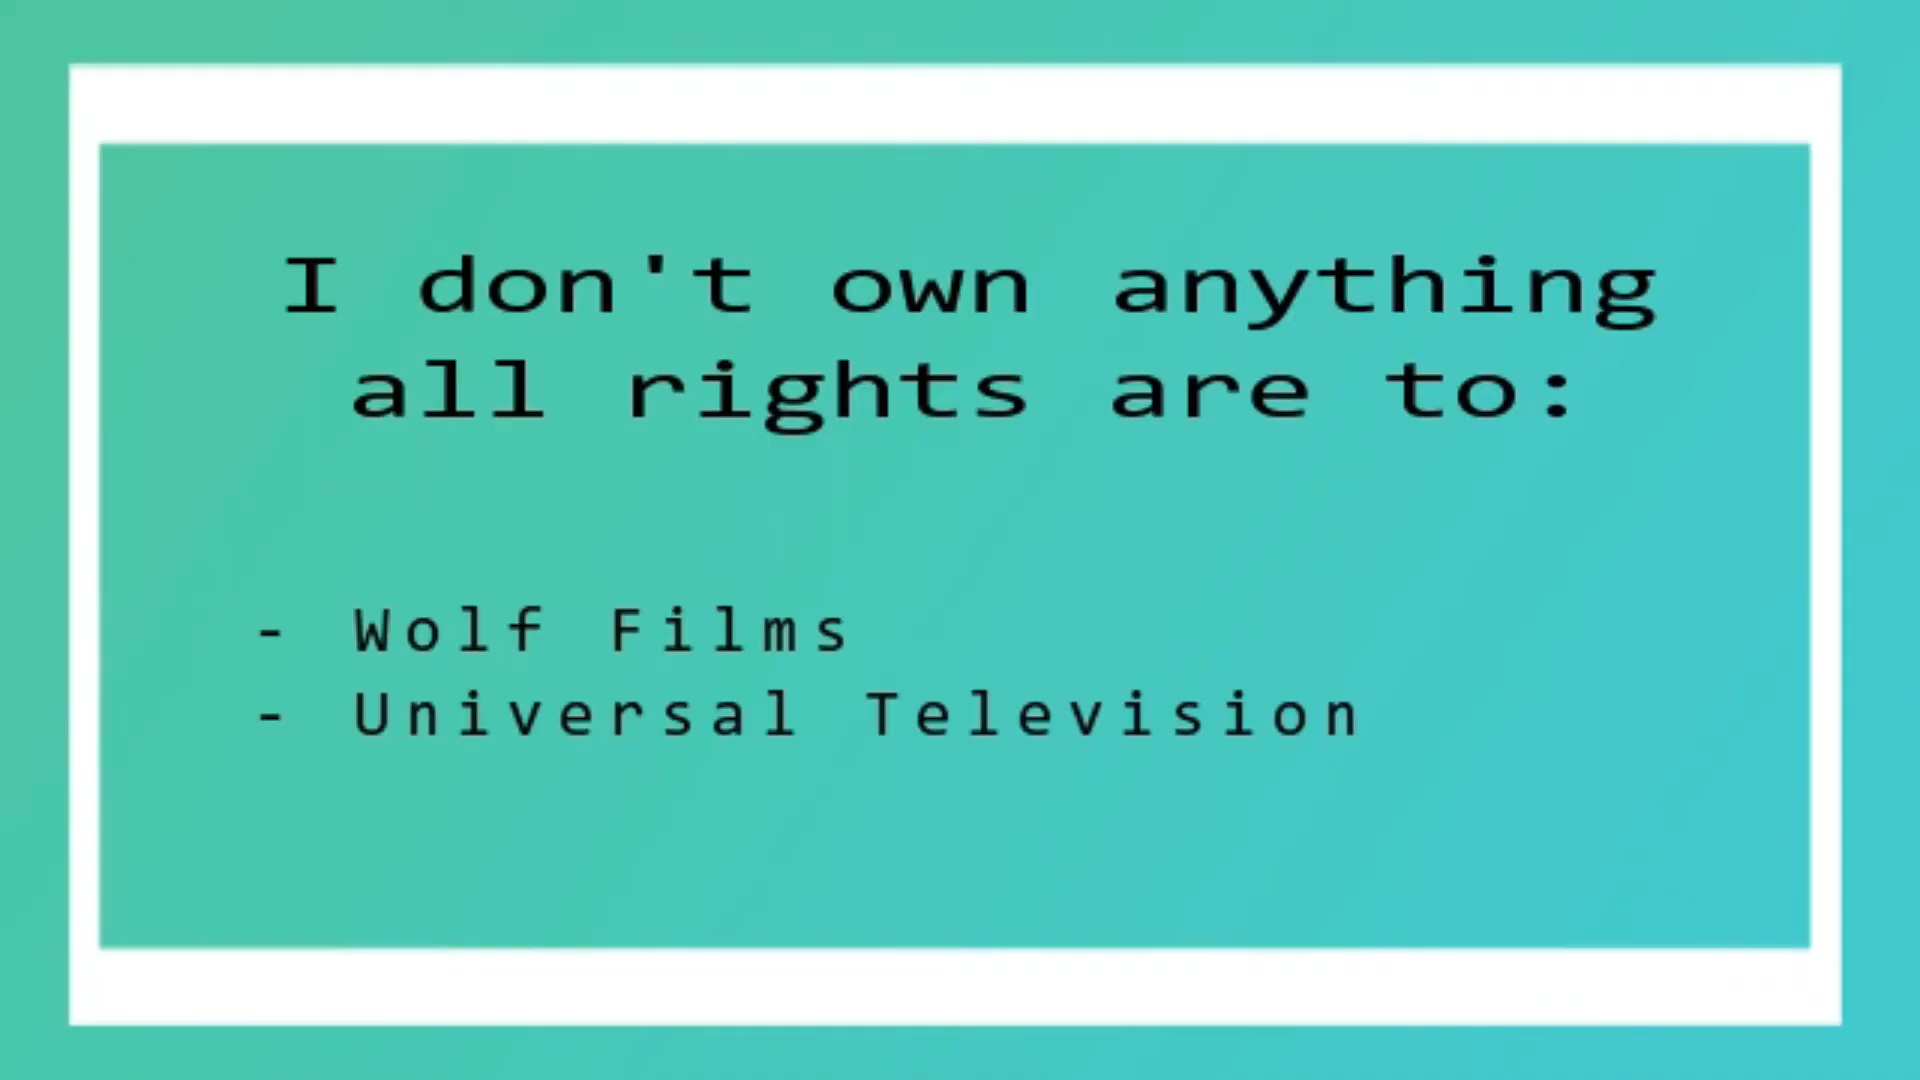 I don't own anything
all rights are to:
- Wolf Films
- Universal Television